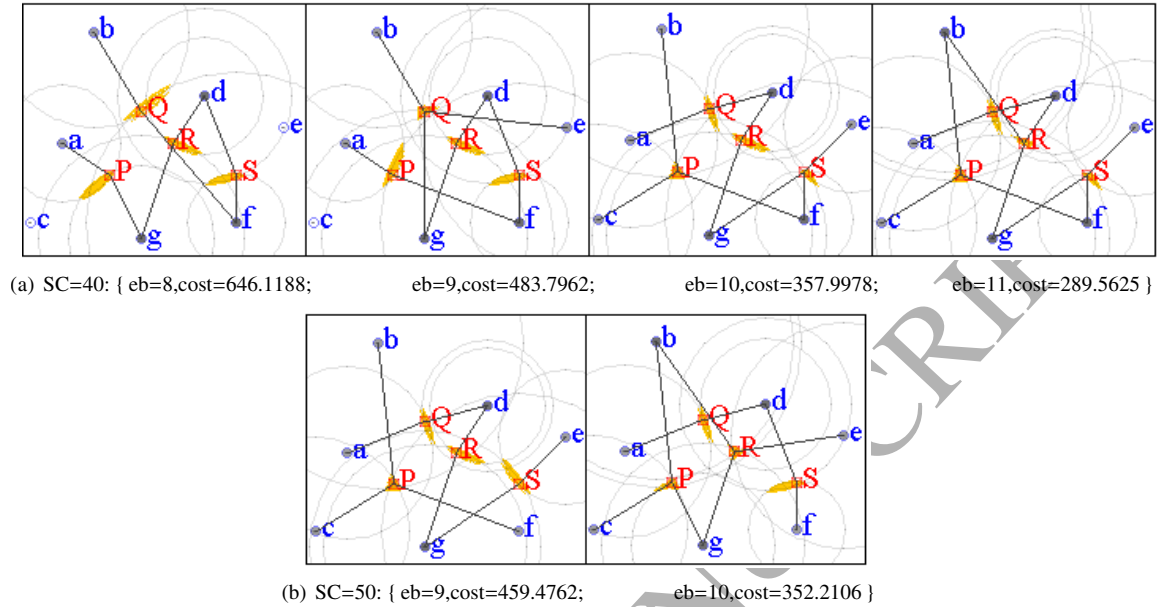 b
Q
d
e
a
R
P
S
c
f
g
b
Q
d
e
a
R
P
S
c
f
g
b
Q
d
e
a
R
P
S
c
f
g
b
Q
d
e
a
R
P
S
c
f
g
(a) SC=40: { eb=8,cost=646.1188; eb=9,cost=483.7962; eb=10,cost=357.9978; eb=11,cost=289.5625 }
b
Q
d
e
a
R
P
S
c
f
g
b
Q
d
e
a
R
P
S
c
f
g
(b) SC=50: { eb=9,cost=459.4762; eb=10,cost=352.2106 }